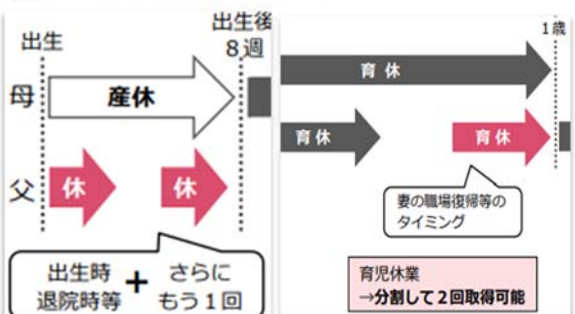 出生
出生後
8週
母
産休
父
休
休
出生時
退院時等
+
さらに
もう1回
1歳
育休
育休
育休
妻の職場復帰等の
タイミング
育児休業
→分割して2回取得可能